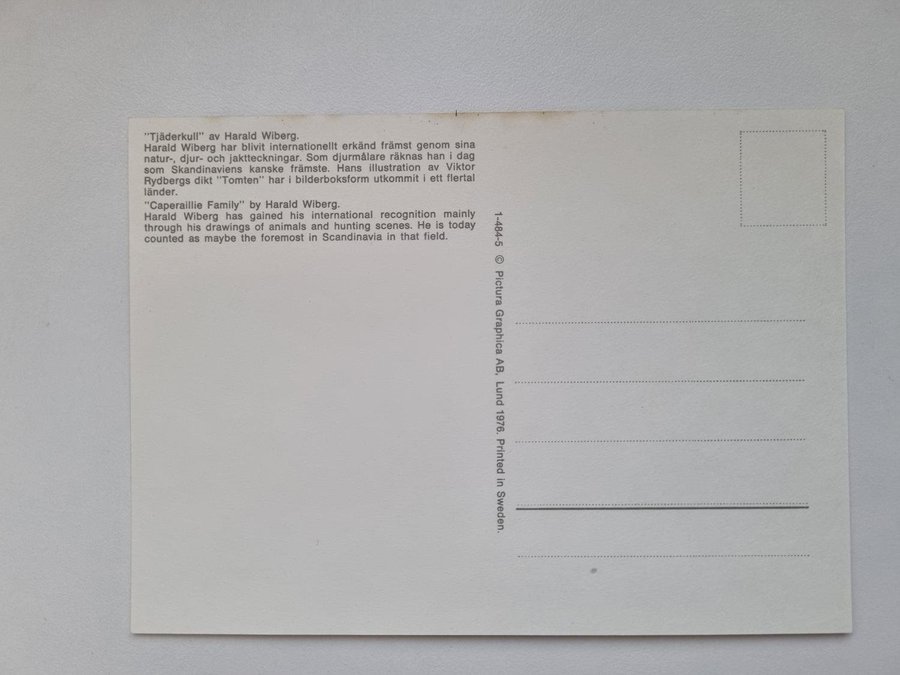 "Tjäderkull" av Harald Wiberg.
Harald Wiberg har blivit internationellt erkänd främst genom sina
natur-, djur- och jaktteckningar. Som djurmålare räknas han i dag
som Skandinaviens kanske främste. Hans illustration av Viktor
Rydbergs dikt "Tomten" har i bilderboksform utkommit i ett flertal
länder.
"Caperaillie Family" by Harald Wiberg.
Harald Wiberg has gained his international recognition mainly
through his drawings of animals and hunting scenes. He is today
counted as maybe the foremost in Scandinavia in that field.
1-484-5 © Pictura Graphica AB, Lund 1976. Printed in Sweden.